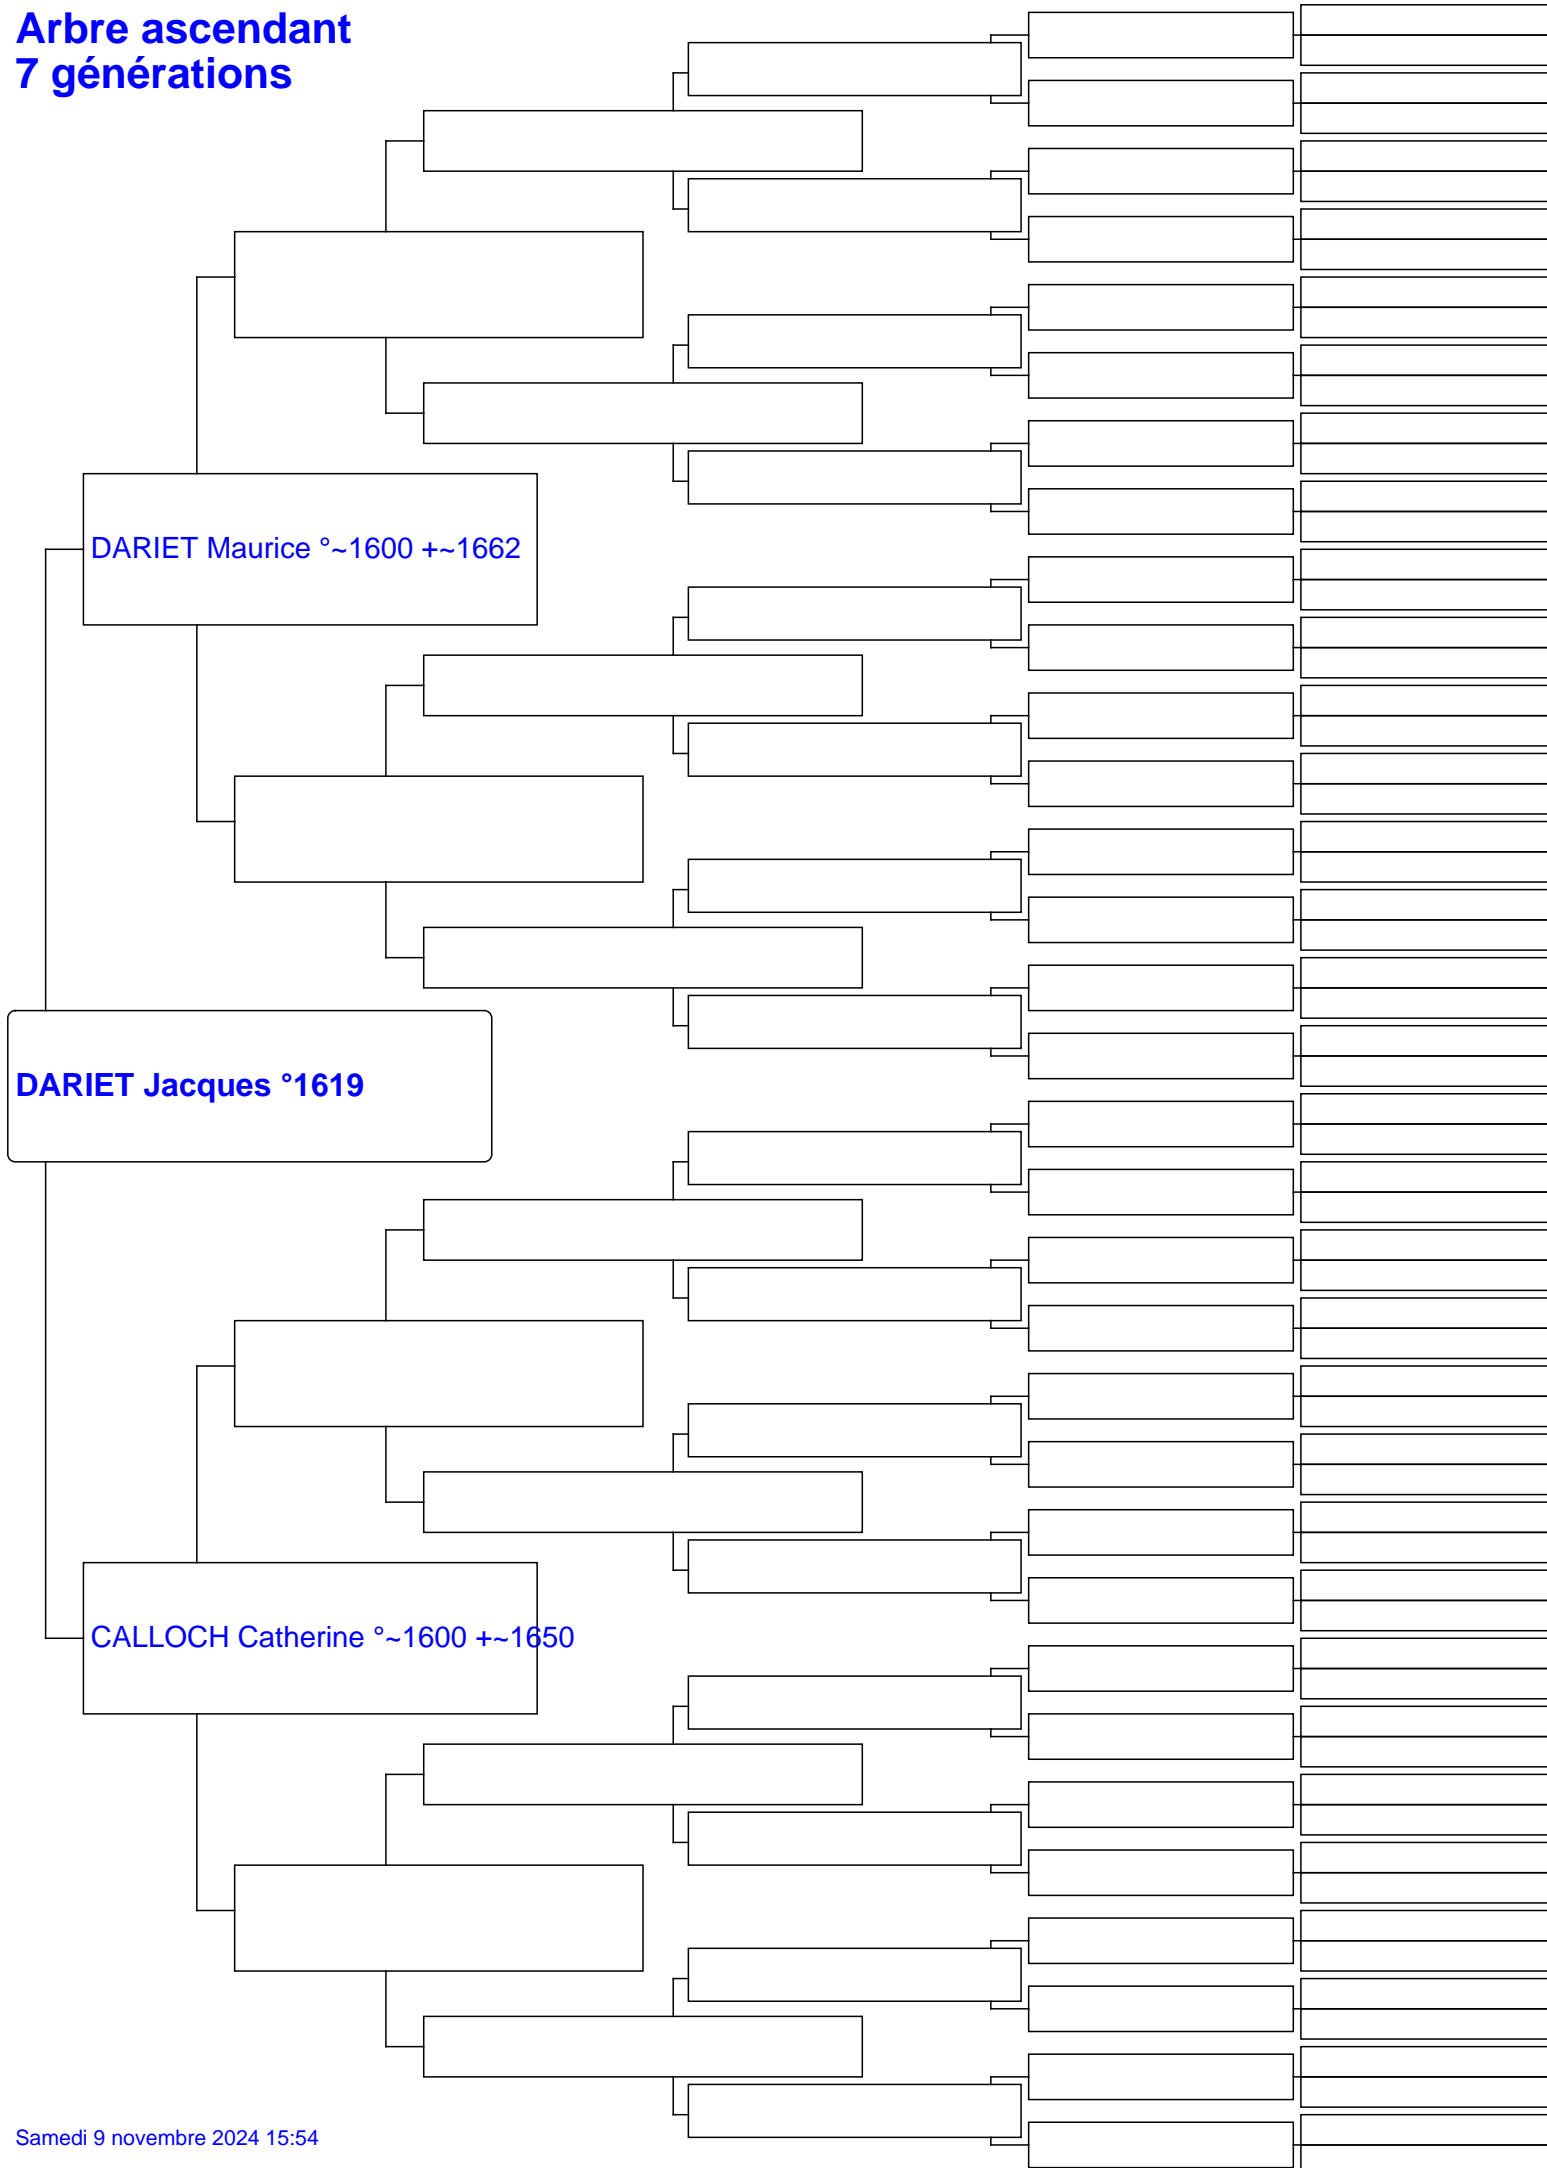 Arbre ascendant
7 générations
DARIET Maurice °~1600 +~1662
DARIET Jacques °1619
CALLOCH Catherine °~1600 +~1650
Samedi 9 novembre 2024 15:54